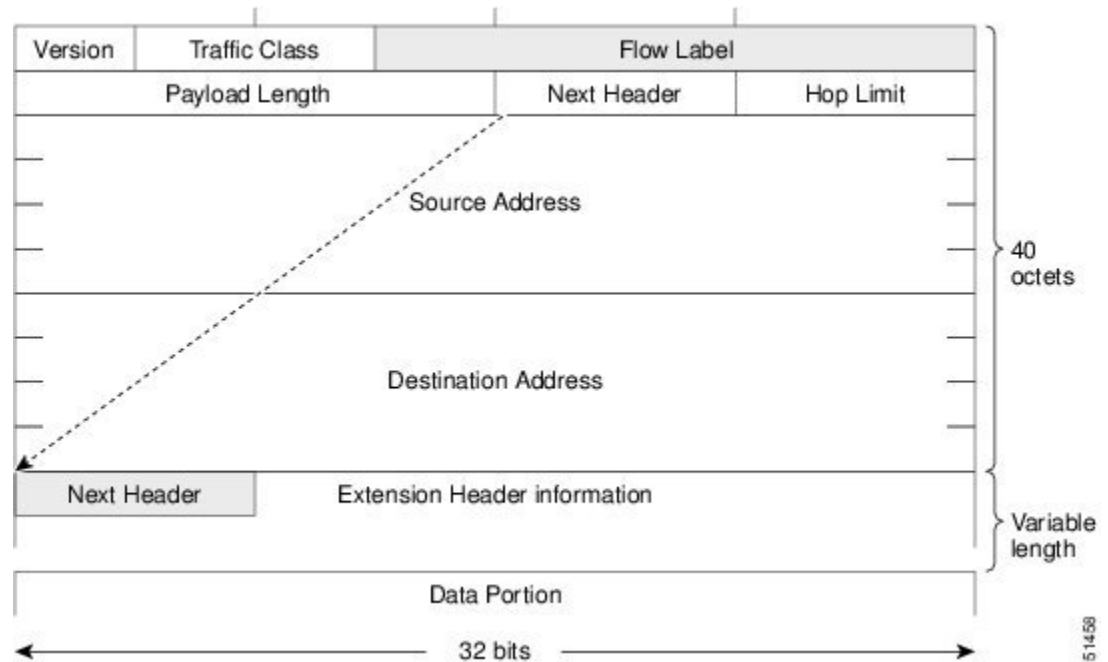 Version Traffic Class Flow Label
Payload Length Next Header Hop Limit
Source Address
40
octets
Destination Address
Next Header Extension Header information
Variable
length
Data Portion
32 bits
51458